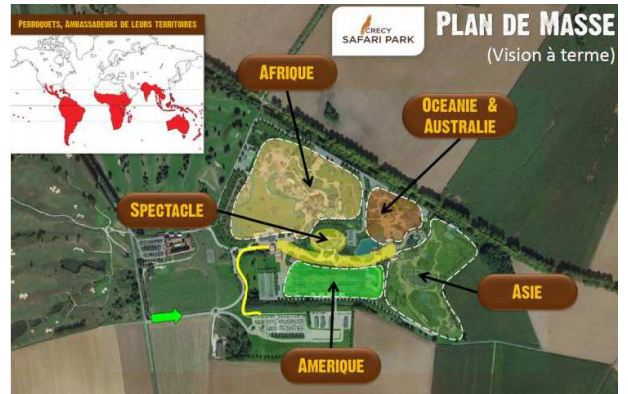 PERROQUETS, AMBASSADEURS DE LEURS TERRITOIRES
CRECY
SAFARI PARK
PLAN DE MASSE
(Vision à terme)
AFRIQUE
OCEANIE &
AUSTRALIE
SPECTACLE
ASIE
AMERIQUE